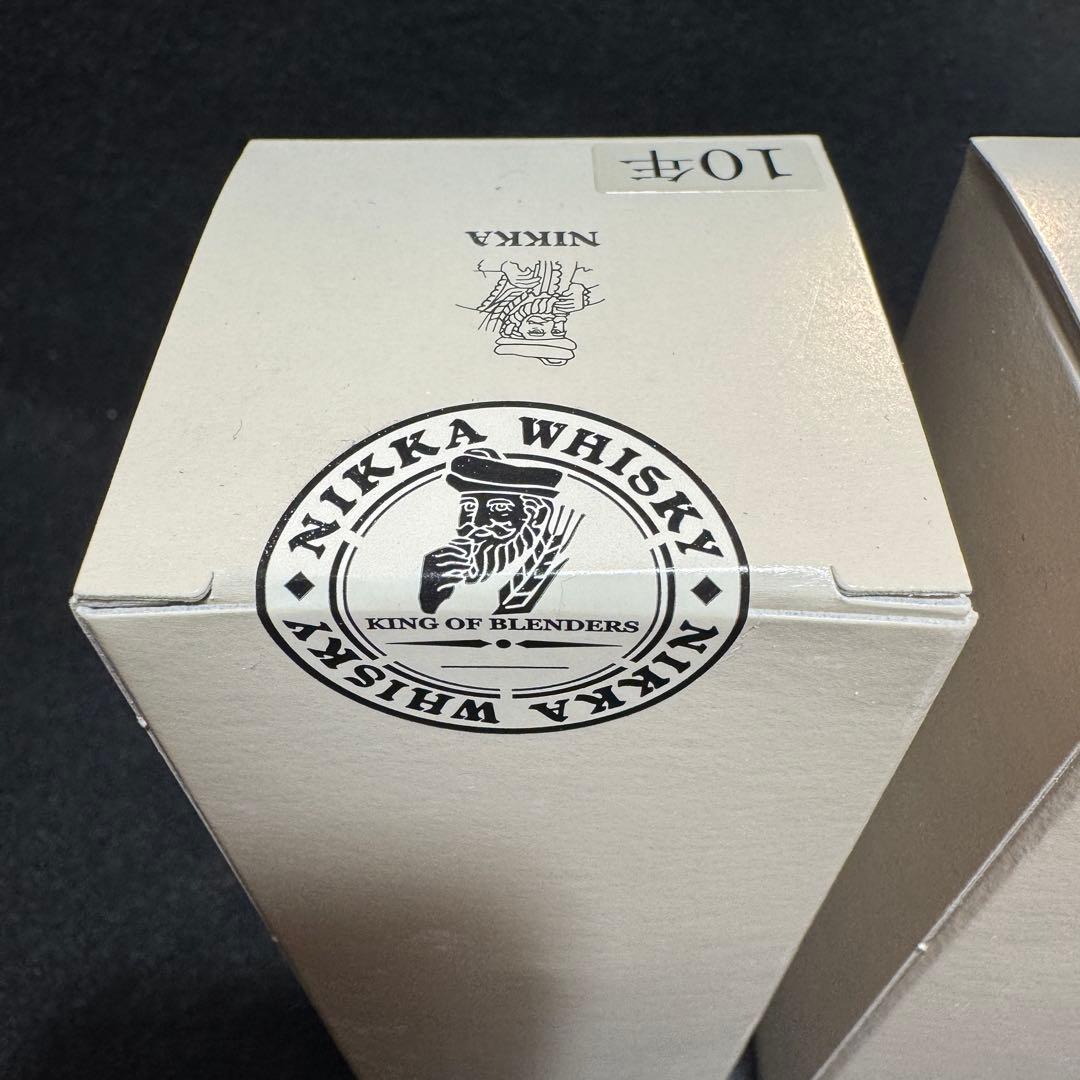 10年
NIKKA
NIKKA WHISKY
KING OF BLENDERS
NIKKA WHISKY